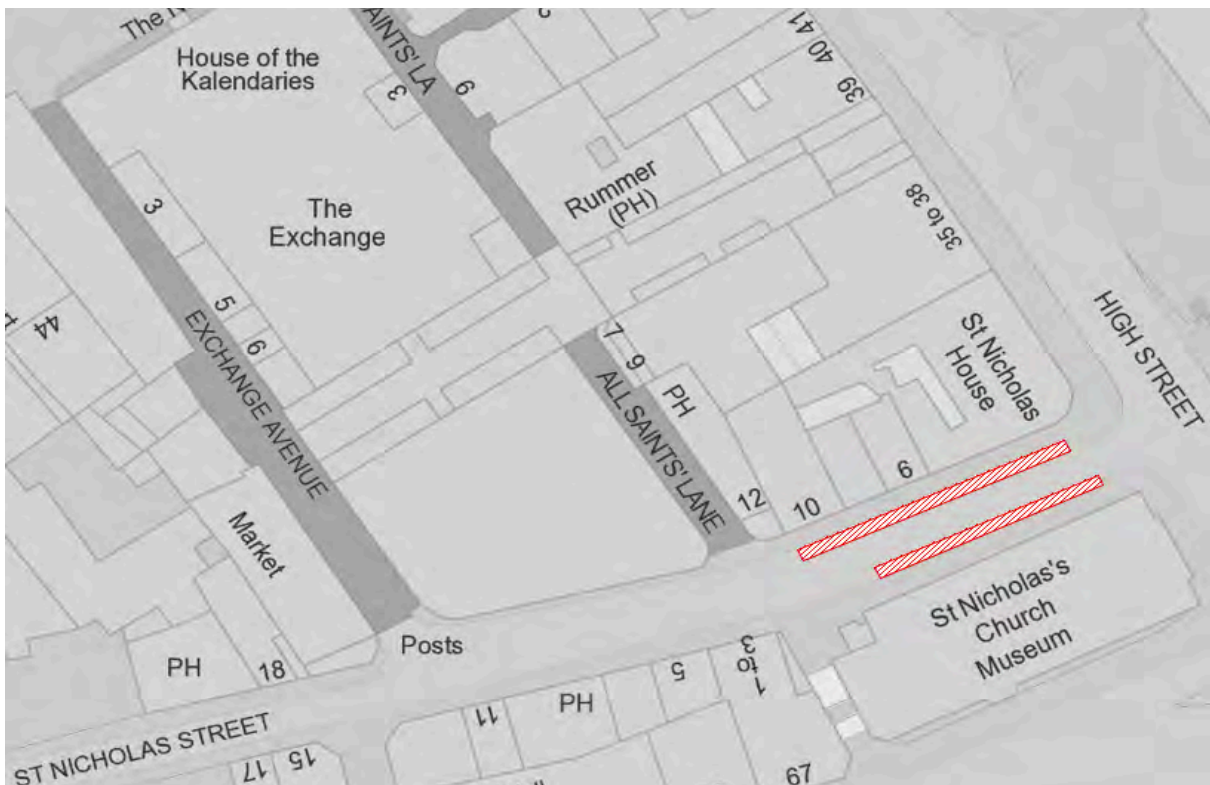 The N
House of the
Kalendaries
SAINTS' LA
2
3
9
41
40
39
3
The
Exchange
Rummer
(PH)
35 to 38
5
6
44
EXCHANGE AVENUE
7
9
PH
ALL SAINTS' LANE
St Nicholas
House
HIGH STREET
12
10
6
Market
St Nicholas's
Church
Museum
Posts
PH
18
1 to 3
5
PH
11
ST NICHOLAS STREET
17
15
67